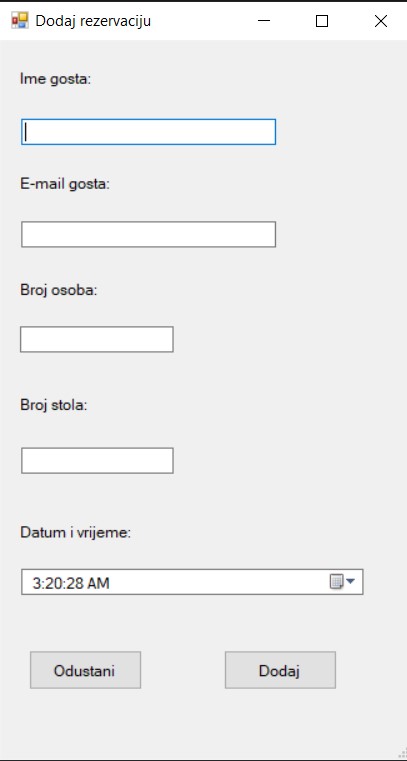 Dodaj rezervaciju
Ime gosta:
E-mail gosta:
Broj osoba:
Broj stola:
Datum i vrijeme:
3:20:28 AM
Odustani
Dodaj